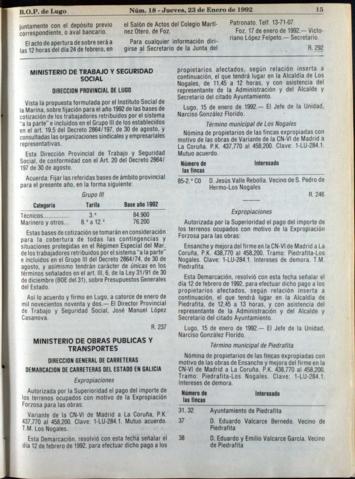 B.O.P. de Lugo
Núm. 18 - Jueves, 23 de Enero de 1992
15
juntamente con el depósito previo
correspondiente, o aval bancario.
El acto de apertura de sobre será a
las 12 horas del día 24 de febrero, en
el Salón de Actos del Colegio Martí-
nez Otero, de Foz.
Para cualquier información diri-
girse al Secretario de la Junta del
Patronato. Telf. 13-71-07
Foz, 17 de enero de 1992.— Victo-
riano López Felpeto.— Secretario.
R. 292
MINISTERIO DE TRABAJO Y SEGURIDAD
SOCIAL
DIRECCION PROVINCIAL DE LUGO
Vista la propuesta formulada por el Instituto Social de
la Marina, sobre fijación para el año 1992 de las bases de
cotización de los trabajadores retribuidos por el sistema
"a la parte" e incluidos en el Grupo III de los establecidos
en el art. 19.5 del Decreto 2864/197, de 30 de agosto, y
consultadas las organizaciones sindicales y empresariales
representativas.
Esta Dirección Provincial de Trabajo y Seguridad
Social, de conformidad con el Art. 20 del Decreto 2864/
197 de 30 de agosto.
Acuerda: Fijar las referidas bases de ámbito provincial
para el presente año, en la forma siguiente:
Grupo III
Categoría Tarifa Base año 1992
Técnicos 3.ª 84.900
Marinero y otros... 8.ª a 12.ª 76.200
Estas bases de cotización se tomarán en consideración
para la cobertura de todas las contingencias y
situaciones protegidas en el Régimen Especial del Mar,
de los trabajadores retribuidos por el sistema "a la parte"
e incluidos en el Grupo III del Decreto 2864/74, de 30 de
agosto, y asimismo tendrán carácter de únicas en los
términos señalados en el art. III, 6, de la Ley 31/91 de 30
de diciembre (BOE del 31), sobre Presupuestos Generales
del Estado.
Así lo acuerdo y firmo en Lugo, a catorce de enero de
mil novecientos noventa y dos.— El Director Provincial
de Trabajo y Seguridad Social, José Manuel López
Casanova.
R. 237
MINISTERIO DE OBRAS PUBLICAS Y
TRANSPORTES
DIRECCION GENERAL DE CARRETERAS
DEMARCACION DE CARRETERAS DEL ESTADO EN GALICIA
Expropiaciones
Autorizada por la Superioridad el pago del importe de
los terrenos ocupados con motivo de la Expropiación
Forzosa para las obras:
Variante de la CN-VI de Madrid a La Coruña, P.K.
437,770 al 458,200. Clave: 1-LU-284.1. Mutuo acuerdo.
T.M. Los Nogales.
Esta Demarcación, resolvió con esta fecha señalar el
día 12 de febrero de 1992, para efectuar dicho pago a los
propietarios afectados, según relación inserta a
continuación, el que tendrá lugar en la Alcaldía de Los
Nogales, de 11,45 a 12 horas, y con asistencia del
representante de la Administración y del Alcalde y
Secretario del citado Ayuntamiento.
Lugo, 15 de enero de 1992.— El Jefe de la Unidad,
Narciso González Florido.
Término municipal de Los Nogales
Nómina de propietarios de las fincas expropiadas con
motivo de las obras de Variante de la CN-VI de Madrid a
La Coruña. P.K. 437,770 al 458,200. Clave: 1-LU-284.1.
Mutuo acuerdo.
Número de
las fincas
Interesado
85-2.º C0 D. Jesús Valle Rebolla. Vecino de S. Pedro de
Hermo-Los Nogales
R. 246
Expropiaciones
Autorizada por la Superioridad el pago del importe de
los terrenos ocupados con motivo de la Expropiación
Forzosa para las obras:
Ensanche y mejora del firme en la CN-VI de Madrid a La
Coruña, P.K. 438,770 al 458,200. Tramo: Piedrafita-Los
Nogales. Clave: 1-LU-284.1. Intereses de demora. T.M.
Piedrafita.
Esta Demarcación, resolvió con esta fecha señalar el
día 12 de febrero de 1992, para efectuar dicho pago a los
propietarios afectados, según relación inserta a
continuación, el que tendrá lugar en la Alcaldía de
Piedrafita, de 12,45 a 13 horas, y con asistencia del
representante de la Administración y del Alcalde y
Secretario del citado Ayuntamiento.
Lugo, 15 de enero de 1992.— El Jefe de la Unidad,
Narciso González Florido.
Término municipal de Piedrafita
Nómina de propietarios de las fincas expropiadas con
motivo de las obras de Ensanche y mejora del firme en la
CN-VI de Madrid a La Coruña, P.K. 438,770 al 458,200.
Tramo: Piedrafita-Los Nogales. Clave: 1-LU-284.1.
Intereses de demora.
Número de
las fincas
Interesado
31, 32 Ayuntamiento de Piedrafita
37 D. Eduardo Valcarce Bernedo. Vecino de
Piedrafita
38 D. Eduardo y Emilio Valcarce García. Vecino
de Piedrafita